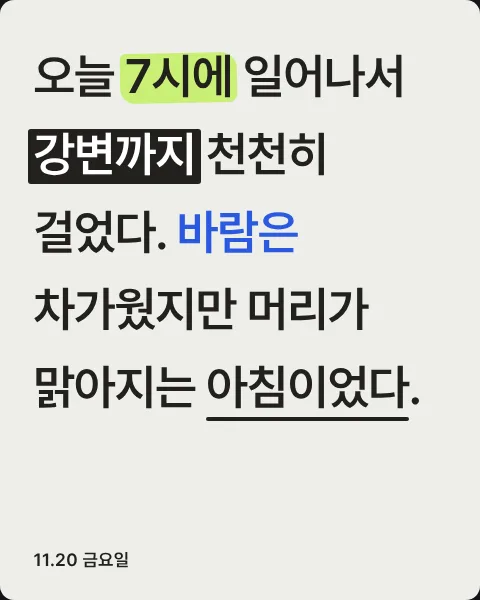 오늘 7시에 일어나서
강변까지 천천히
걸었다. 바람은
차가웠지만 머리가
맑아지는 아침이었다.
11.20 금요일